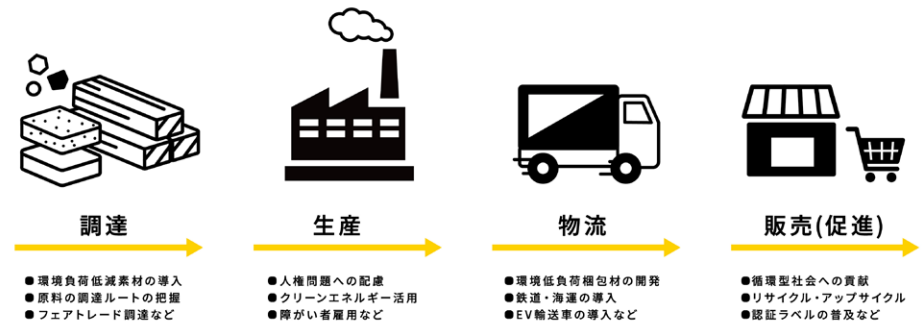 調達
●環境負荷低減素材の導入
●原料の調達ルートの把握
●フェアトレード調達など
生産
●人権問題への配慮
●クリーンエネルギー活用
●障がい者雇用など
物流
●環境低負荷梱包材の開発
●鉄道・海運の導入
●EV輸送車の導入など
販売(促進)
●循環型社会への貢献
●リサイクル・アップサイクル
●認証ラベルの普及など